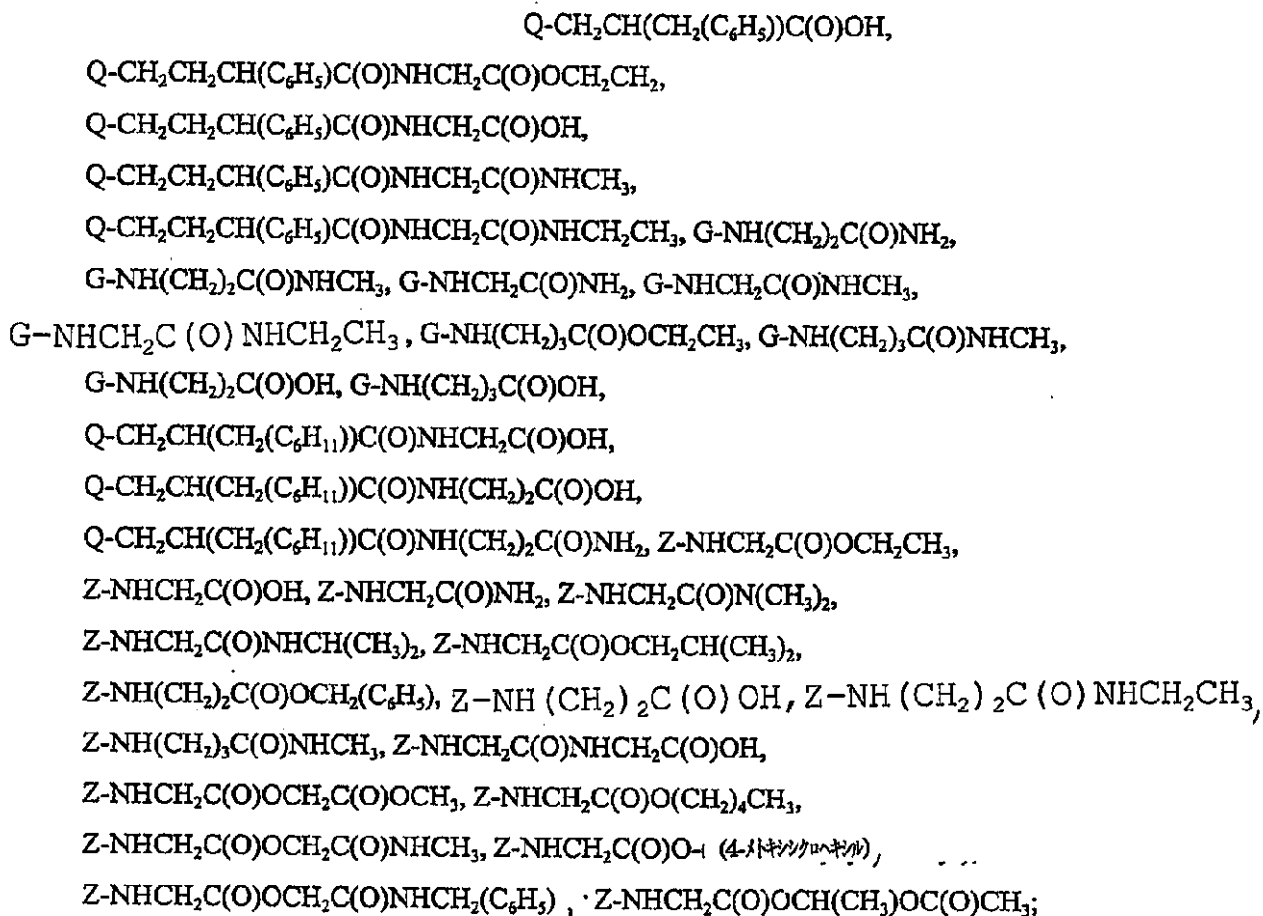 Q-CH₂CH(CH₂(C₆H₅))C(O)OH,
Q-CH₂CH₂CH(C₆H₅)C(O)NHCH₂C(O)OCH₂CH₂,
Q-CH₂CH₂CH(C₆H₅)C(O)NHCH₂C(O)OH,
Q-CH₂CH₂CH(C₆H₅)C(O)NHCH₂C(O)NHCH₃,
Q-CH₂CH₂CH(C₆H₅)C(O)NHCH₂C(O)NHCH₂CH₃, G-NH(CH₂)₂C(O)NH₂,
G-NH(CH₂)₂C(O)NHCH₃, G-NHCH₂C(O)NH₂, G-NHCH₂C(O)NHCH₃,
G-NHCH₂C(O)NHCH₂CH₃, G-NH(CH₂)₃C(O)OCH₂CH₃, G-NH(CH₂)₃C(O)NHCH₃,
G-NH(CH₂)₂C(O)OH, G-NH(CH₂)₃C(O)OH,
Q-CH₂CH(CH₂(C₆H₁₁))C(O)NHCH₂C(O)OH,
Q-CH₂CH(CH₂(C₆H₁₁))C(O)NH(CH₂)₂C(O)OH,
Q-CH₂CH(CH₂(C₆H₁₁))C(O)NH(CH₂)₂C(O)NH₂, Z-NHCH₂C(O)OCH₂CH₃,
Z-NHCH₂C(O)OH, Z-NHCH₂C(O)NH₂, Z-NHCH₂C(O)N(CH₃)₂,
Z-NHCH₂C(O)NHCH(CH₃)₂, Z-NHCH₂C(O)OCH₂CH(CH₃)₂,
Z-NH(CH₂)₂C(O)OCH₂(C₆H₅), Z-NH(CH₂)₂C(O)OH, Z-NH(CH₂)₂C(O)NHCH₂CH₃,
Z-NH(CH₂)₃C(O)NHCH₃, Z-NHCH₂C(O)NHCH₂C(O)OH,
Z-NHCH₂C(O)OCH₂C(O)OCH₃, Z-NHCH₂C(O)O(CH₂)₄CH₃,
Z-NHCH₂C(O)OCH₂C(O)NHCH₃, Z-NHCH₂C(O)O-(4-メトキシシクロヘキシル),
Z-NHCH₂C(O)OCH₂C(O)NHCH₂(C₆H₅), Z-NHCH₂C(O)OCH(CH₃)OC(O)CH₃;